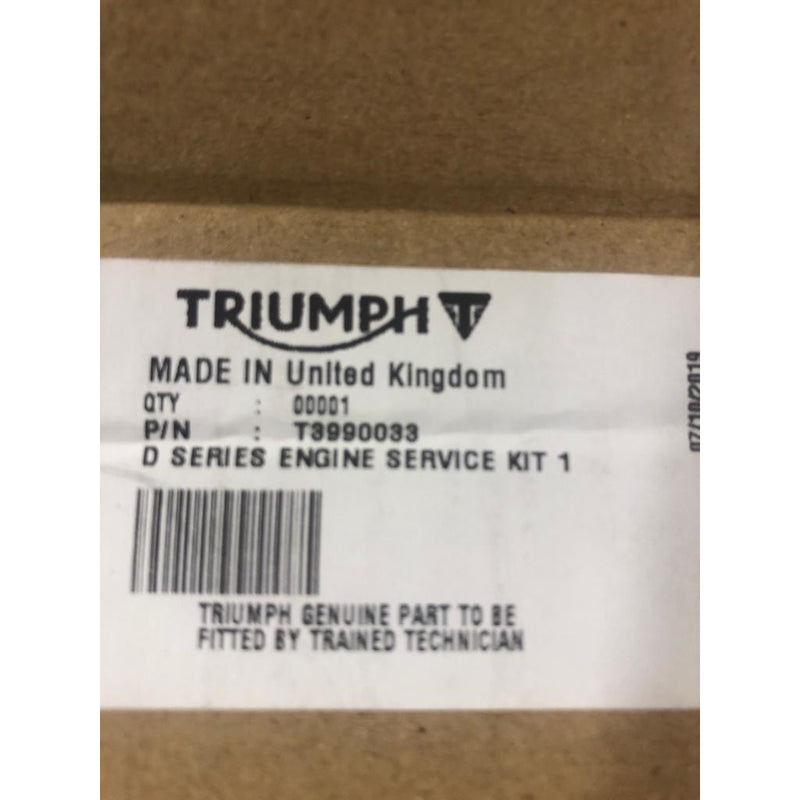 TRIUMPH
MADE IN United Kingdom
QTY : 00001
P/N : T3990033
D SERIES ENGINE SERVICE KIT 1
TRIUMPH GENUINE PART TO BE
FITTED BY TRAINED TECHNICIAN
07/10/2019